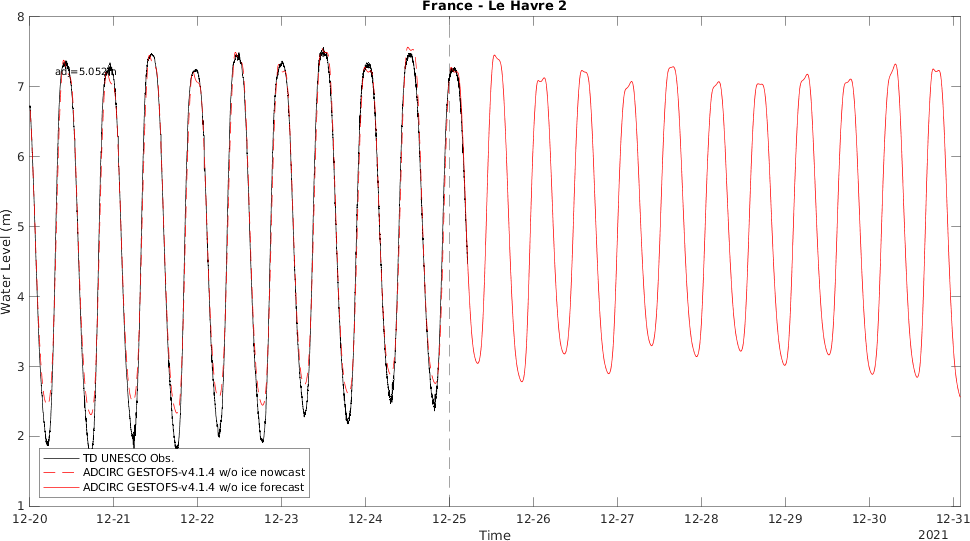 France - Le Havre 2
8
7
6
5
4
3
2
1
Water Level (m)
TD UNESCO Obs.
ADCIRC GESTOFS-v4.1.4 w/o ice nowcast
ADCIRC GESTOFS-v4.1.4 w/o ice forecast
12-20 12-21 12-22 12-23 12-24 12-25 12-26 12-27 12-28 12-29 12-30 12-31
Time
2021